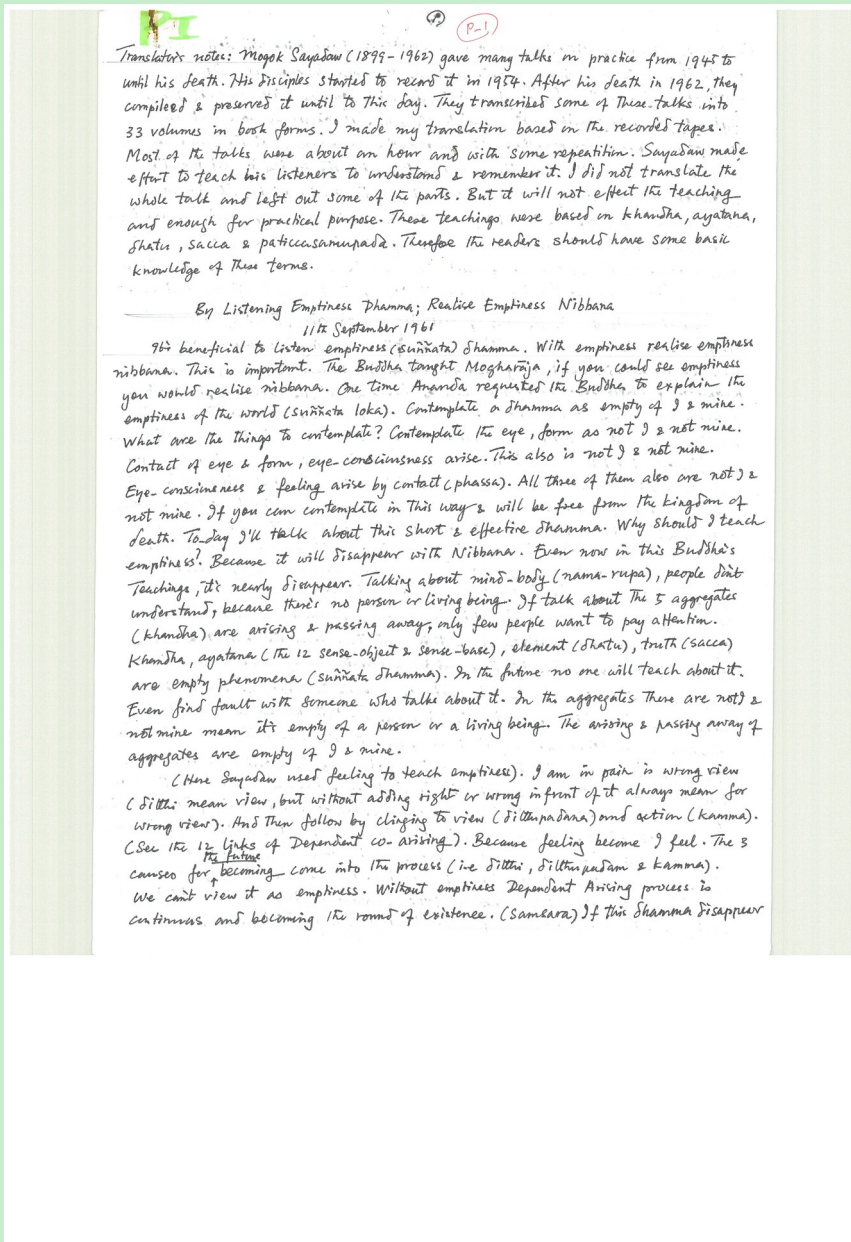 PI
P-1
Translator's notes: Mogok Sayadaw (1899-1962) gave many talks on practice from 1945 to
until his death. His disciples started to record it in 1954. After his death in 1962, they
compileed & preserved it until to this day. They transcribed some of these talks into
33 volumes in book forms. I made my translation based on the recorded tapes.
Most of the talks were about an hour and with some repeatition. Sayadaw made
effort to teach his listeners to understand & remember it. I did not translate the
whole talk and left out some of the parts. But it will not effect the teaching
and enough for practical purpose. These teachings were based on khandha, ayatana,
dhatu, sacca & paticcasamupada. Therefore the readers should have some basic
knowledge of these terms.
By Listening Emptiness Dhamma; Realise Emptiness Nibbana
11th September 1961
It's beneficial to listen emptiness (suññata) dhamma. With emptiness realise emptiness
nibbana. This is important. The Buddha taught Mogharāja, if you could see emptiness
you would realise nibbana. One time Ananda requested the Buddha to explain the
emptiness of the world (suññata loka). Contemplate a dhamma as empty of I & mine.
What are the things to contemplate? Contemplate the eye, form as not I & not mine.
Contact of eye & form, eye-consciousness arise. This also is not I & not mine.
Eye-consciousness & feeling arise by contact (phassa). All three of them also are not I &
not mine. If you can contemplate in this way & will be free from the kingdom of
death. To-day I'll talk about this short & effective dhamma. Why should I teach
emptiness? Because it will disappear with Nibbana. Even now in this Buddha's
Teachings, it's nearly disappear. Talking about mind-body (nama-rupa), people don't
understand, because there's no person or living being. If talk about the 5 aggregates
(khandha) are arising & passing away, only few people want to pay attention.
Khandha, ayatana (the 12 sense-object & sense-base), element (dhatu), truth (sacca)
are empty phenomena (suññata dhamma). In the future no one will teach about it.
Even find fault with someone who talks about it. In the aggregates there are not I &
not mine mean it's empty of a person or a living being. The arising & passing away of
aggregates are empty of I & mine.
(Here Sayadaw used feeling to teach emptiness). I am in pain is wrong view
(ditthi mean view, but without adding right or wrong infront of it always mean for
wrong view). And then follow by clinging to view (ditthupadana) and action (kamma).
(See the 12 links of Dependent co-arising). Because feeling become I feel. The 3
causes for the future becoming come into the process (i.e ditthi, ditthupadam & kamma).
We can't view it as emptiness. Without emptiness Dependent Arising process is
continues and becoming the round of existence. (samsara) If this dhamma disappear